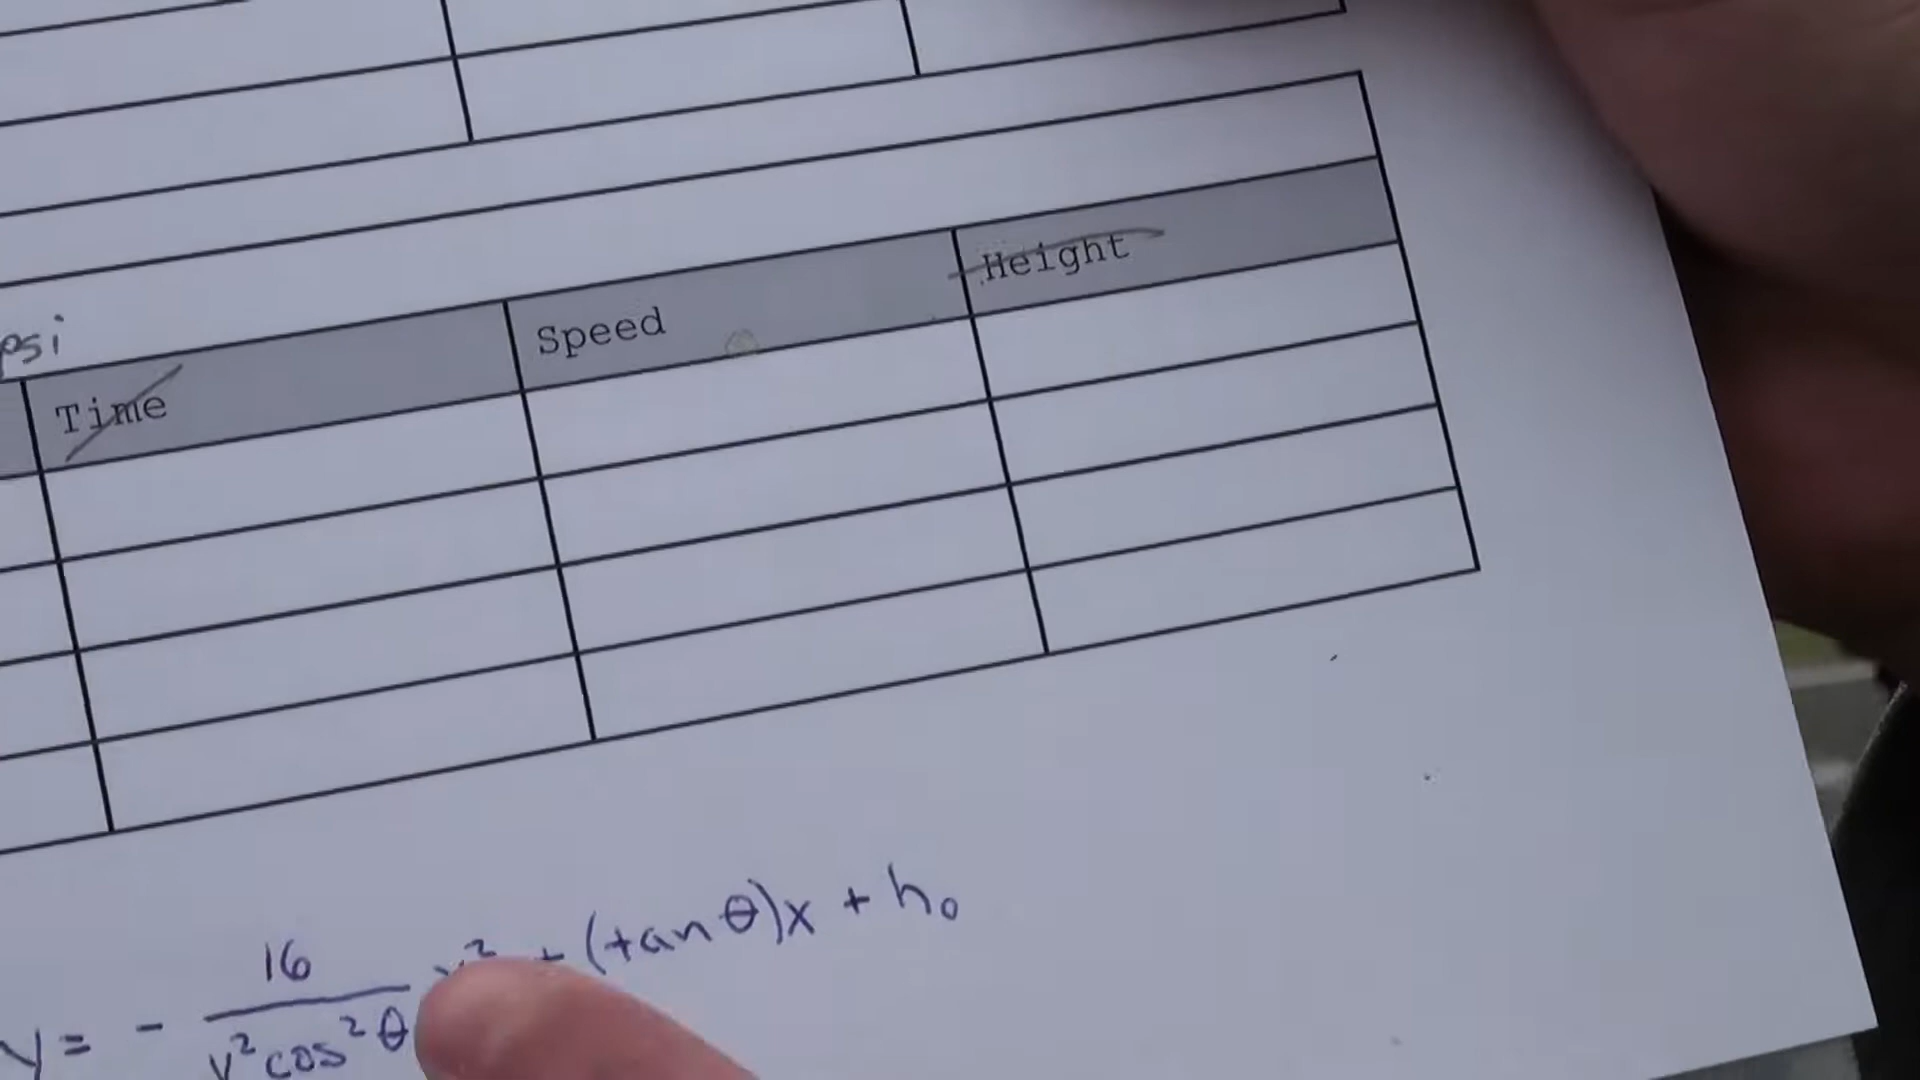 psi
Time Speed Height
y = - 16 / v² cos² θ x² + (tan θ)x + h₀